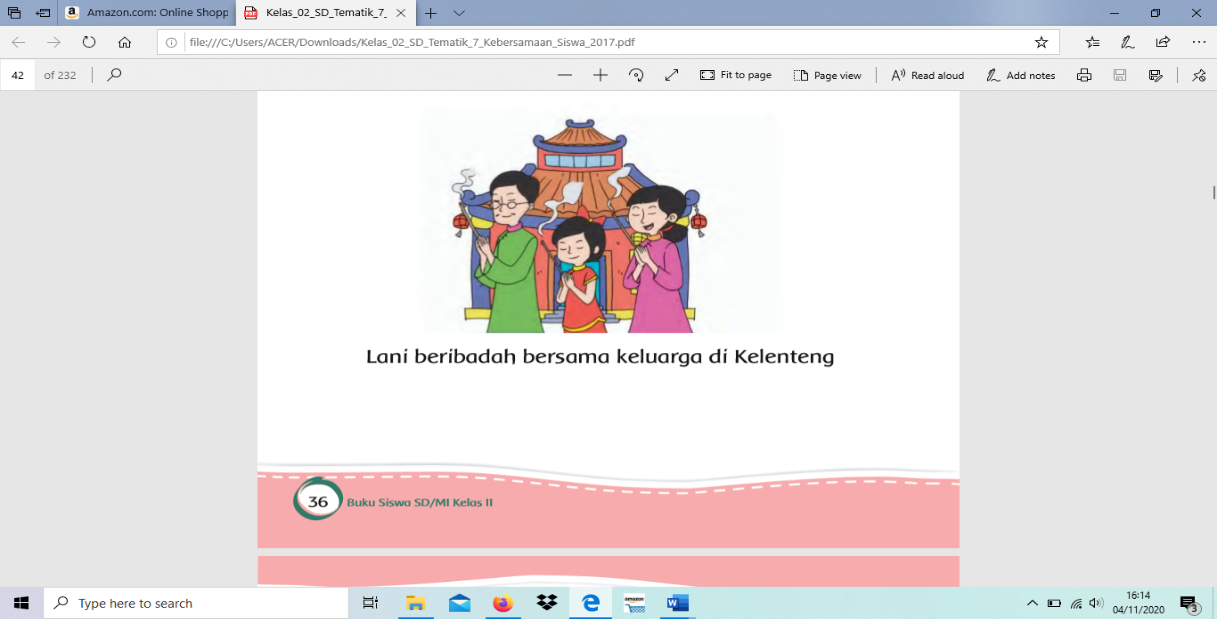 Amazon.com: Online Shopp
Kelas_02_SD_Tematik_7_
file:///C:/Users/ACER/Downloads/Kelas_02_SD_Tematik_7_Kebersamaan_Siswa_2017.pdf
42 of 232 Fit to page Page view Read aloud Add notes
Lani beribadah bersama keluarga di Kelenteng
36 Buku Siswa SD/MI Kelas II
Type here to search
amazon
16:14
04/11/2020
3